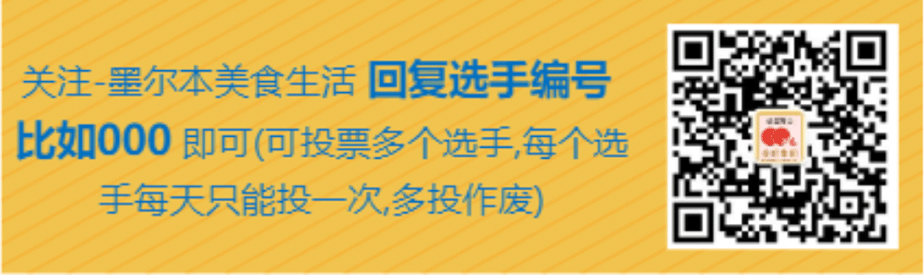 关注-墨尔本美食生活 回复选手编号
比如000 即可(可投票多个选手,每个选
手每天只能投一次,多投作废)